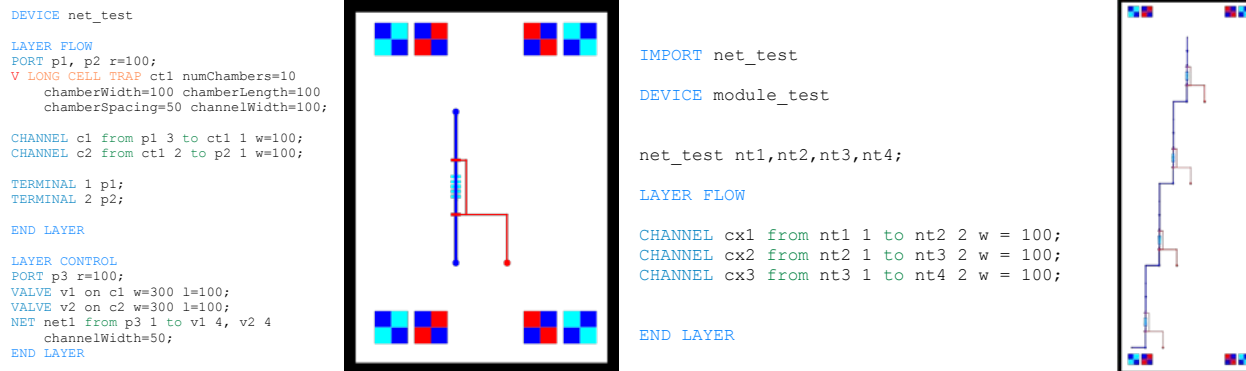 DEVICE net_test
LAYER FLOW
PORT p1, p2 r=100;
V LONG CELL TRAP ct1 numChambers=10
chamberWidth=100 chamberLength=100
chamberSpacing=50 channelWidth=100;
CHANNEL c1 from p1 3 to ct1 1 w=100;
CHANNEL c2 from ct1 2 to p2 1 w=100;
TERMINAL 1 p1;
TERMINAL 2 p2;
END LAYER
LAYER CONTROL
PORT p3 r=100;
VALVE v1 on c1 w=300 l=100;
VALVE v2 on c2 w=300 l=100;
NET net1 from p3 1 to v1 4, v2 4
channelWidth=50;
END LAYER
IMPORT net_test
DEVICE module_test
net_test nt1,nt2,nt3,nt4;
LAYER FLOW
CHANNEL cx1 from nt1 1 to nt2 2 w = 100;
CHANNEL cx2 from nt2 1 to nt3 2 w = 100;
CHANNEL cx3 from nt3 1 to nt4 2 w = 100;
END LAYER